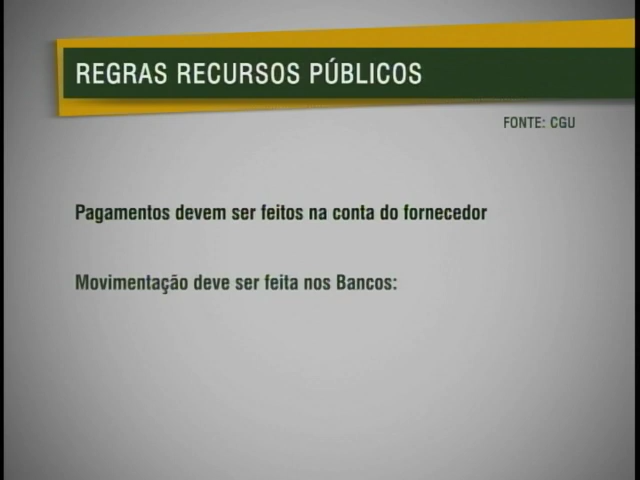 REGRAS RECURSOS PÚBLICOS
FONTE: CGU
Pagamentos devem ser feitos na conta do fornecedor
Movimentação deve ser feita nos Bancos: